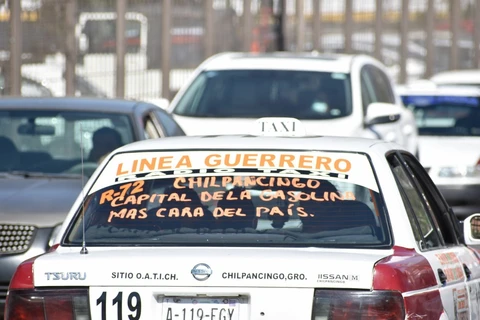 TAXI
LINEA GUERRERO
RADIO TAXI
R-72 CHILPANCINGO
CAPITAL DE LA GASOLINA
MAS CARA DEL PAÍS.
TSURU SITIO O.A.T.I.CH. NISSAN CHILPANCINGO,GRO. NISSAN
119 A-119-FGY